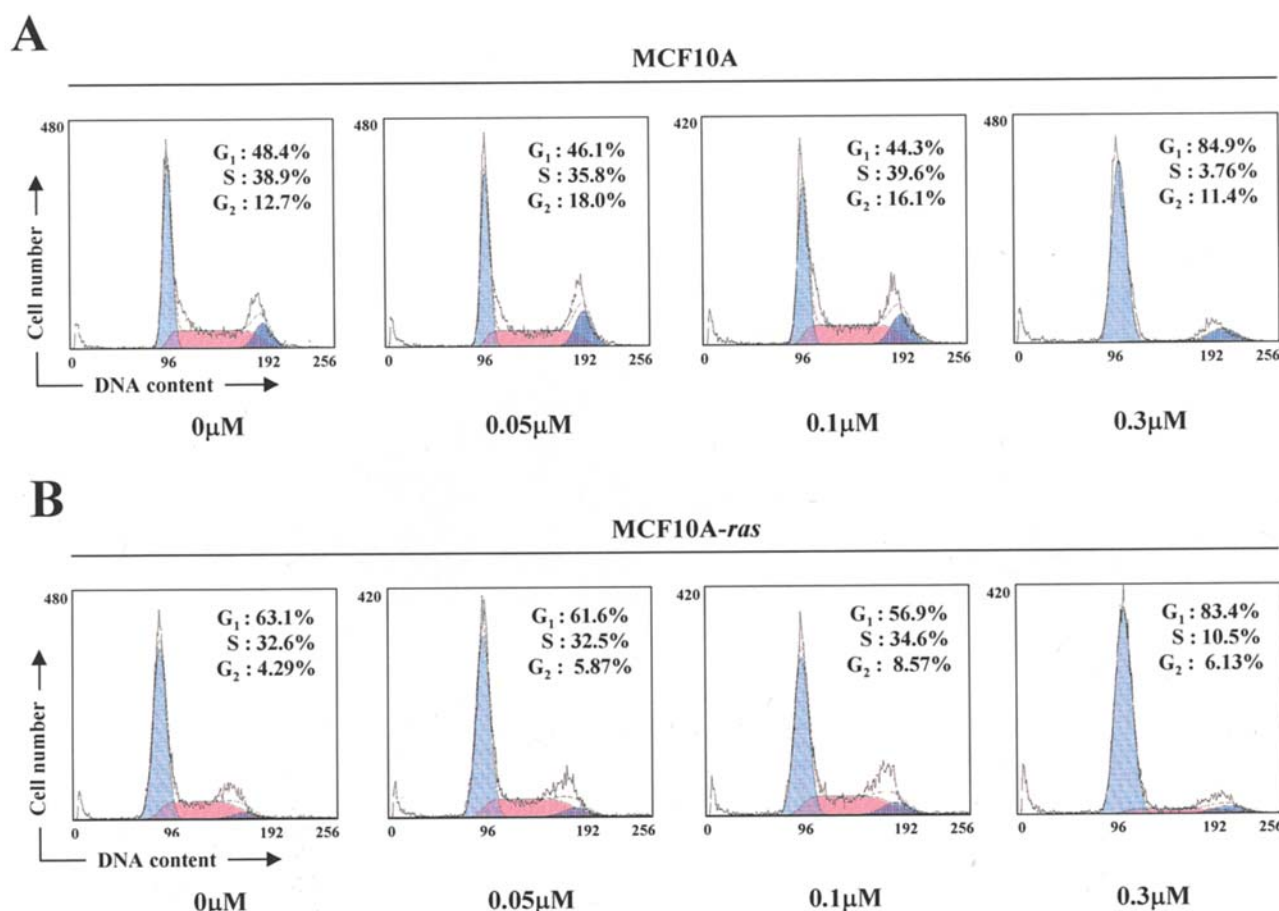 A
MCF10A
480
G1 : 48.4%
S : 38.9%
G2 : 12.7%
0 96 192 256
0μM
480
G1 : 46.1%
S : 35.8%
G2 : 18.0%
0 96 192 256
0.05μM
420
G1 : 44.3%
S : 39.6%
G2 : 16.1%
0 96 192 256
0.1μM
480
G1 : 84.9%
S : 3.76%
G2 : 11.4%
0 96 192 256
0.3μM
Cell number
DNA content
B
MCF10A-ras
480
G1 : 63.1%
S : 32.6%
G2 : 4.29%
0 96 192 256
0μM
420
G1 : 61.6%
S : 32.5%
G2 : 5.87%
0 96 192 256
0.05μM
420
G1 : 56.9%
S : 34.6%
G2 : 8.57%
0 96 192 256
0.1μM
420
G1 : 83.4%
S : 10.5%
G2 : 6.13%
0 96 192 256
0.3μM
Cell number
DNA content